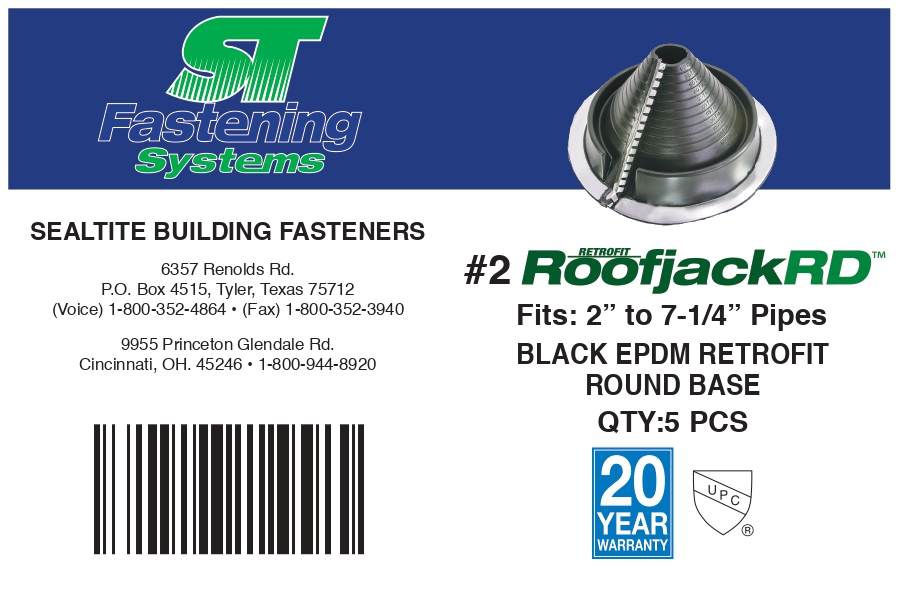 ST
Fastening
Systems
SEALTITE BUILDING FASTENERS
6357 Renolds Rd.
P.O. Box 4515, Tyler, Texas 75712
(Voice) 1-800-352-4864 • (Fax) 1-800-352-3940
9955 Princeton Glendale Rd.
Cincinnati, OH. 45246 • 1-800-944-8920
RETROFIT
#2 RoofjackRD™
Fits: 2” to 7-1/4” Pipes
BLACK EPDM RETROFIT
ROUND BASE
QTY:5 PCS
20
YEAR
WARRANTY
UPC
®